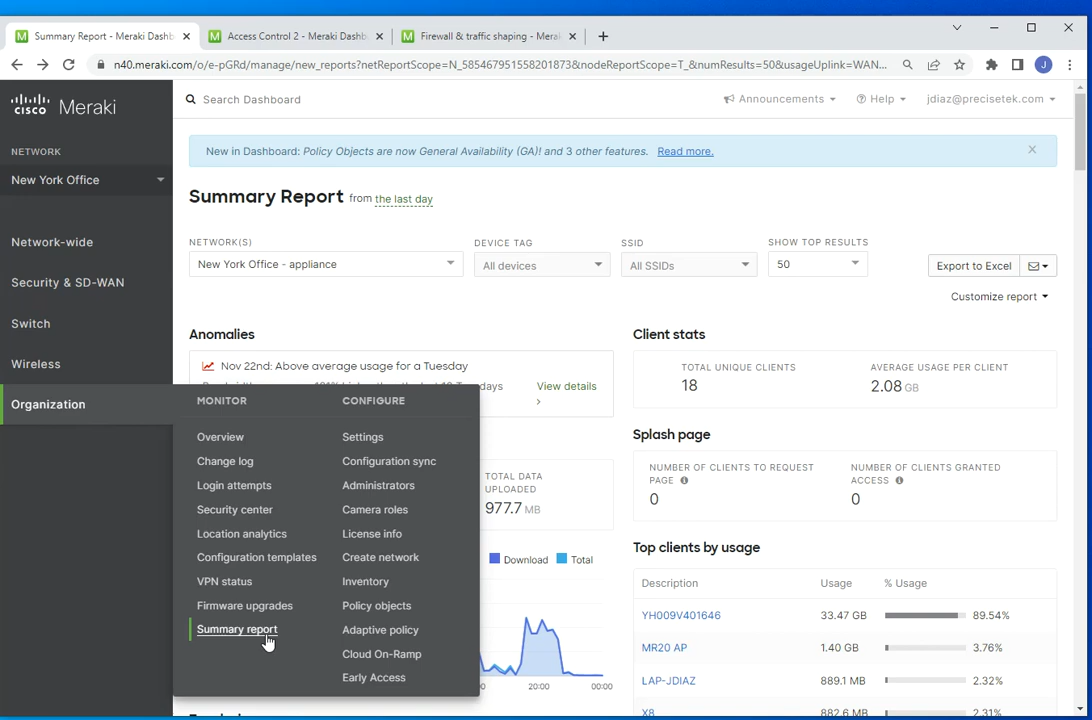 Summary Report - Meraki Dashb
Access Control 2 - Meraki Dashb
Firewall & traffic shaping - Merak
n40.meraki.com/o/e-pGRd/manage/new_reports?netReportScope=N_585467951558201873&nodeReportScope=T_&numResults=50&usageUplink=WAN...
J
CISCO Meraki
Search Dashboard
Announcements
Help
jdiaz@precisetek.com
NETWORK
New York Office
Network-wide
Security & SD-WAN
Switch
Wireless
Organization
New in Dashboard: Policy Objects are now General Availability (GA)! and 3 other features. Read more.
Summary Report from the last day
NETWORK(S)
New York Office - appliance
DEVICE TAG
All devices
SSID
All SSIDs
SHOW TOP RESULTS
50
Export to Excel
Customize report
Anomalies
Nov 22nd: Above average usage for a Tuesday
View details
MONITOR
Overview
Change log
Login attempts
Security center
Location analytics
Configuration templates
VPN status
Firmware upgrades
Summary report
CONFIGURE
Settings
Configuration sync
Administrators
Camera roles
License info
Create network
Inventory
Policy objects
Adaptive policy
Cloud On-Ramp
Early Access
TOTAL DATA
UPLOADED
977.7 MB
Download
Total
20:00
00:00
Client stats
TOTAL UNIQUE CLIENTS
18
AVERAGE USAGE PER CLIENT
2.08 GB
Splash page
NUMBER OF CLIENTS TO REQUEST
PAGE
0
NUMBER OF CLIENTS GRANTED
ACCESS
0
Top clients by usage
Description Usage % Usage
YH009V401646 33.47 GB 89.54%
MR20 AP 1.40 GB 3.76%
LAP-JDIAZ 889.1 MB 2.32%
X8 882.6 MB 2.31%